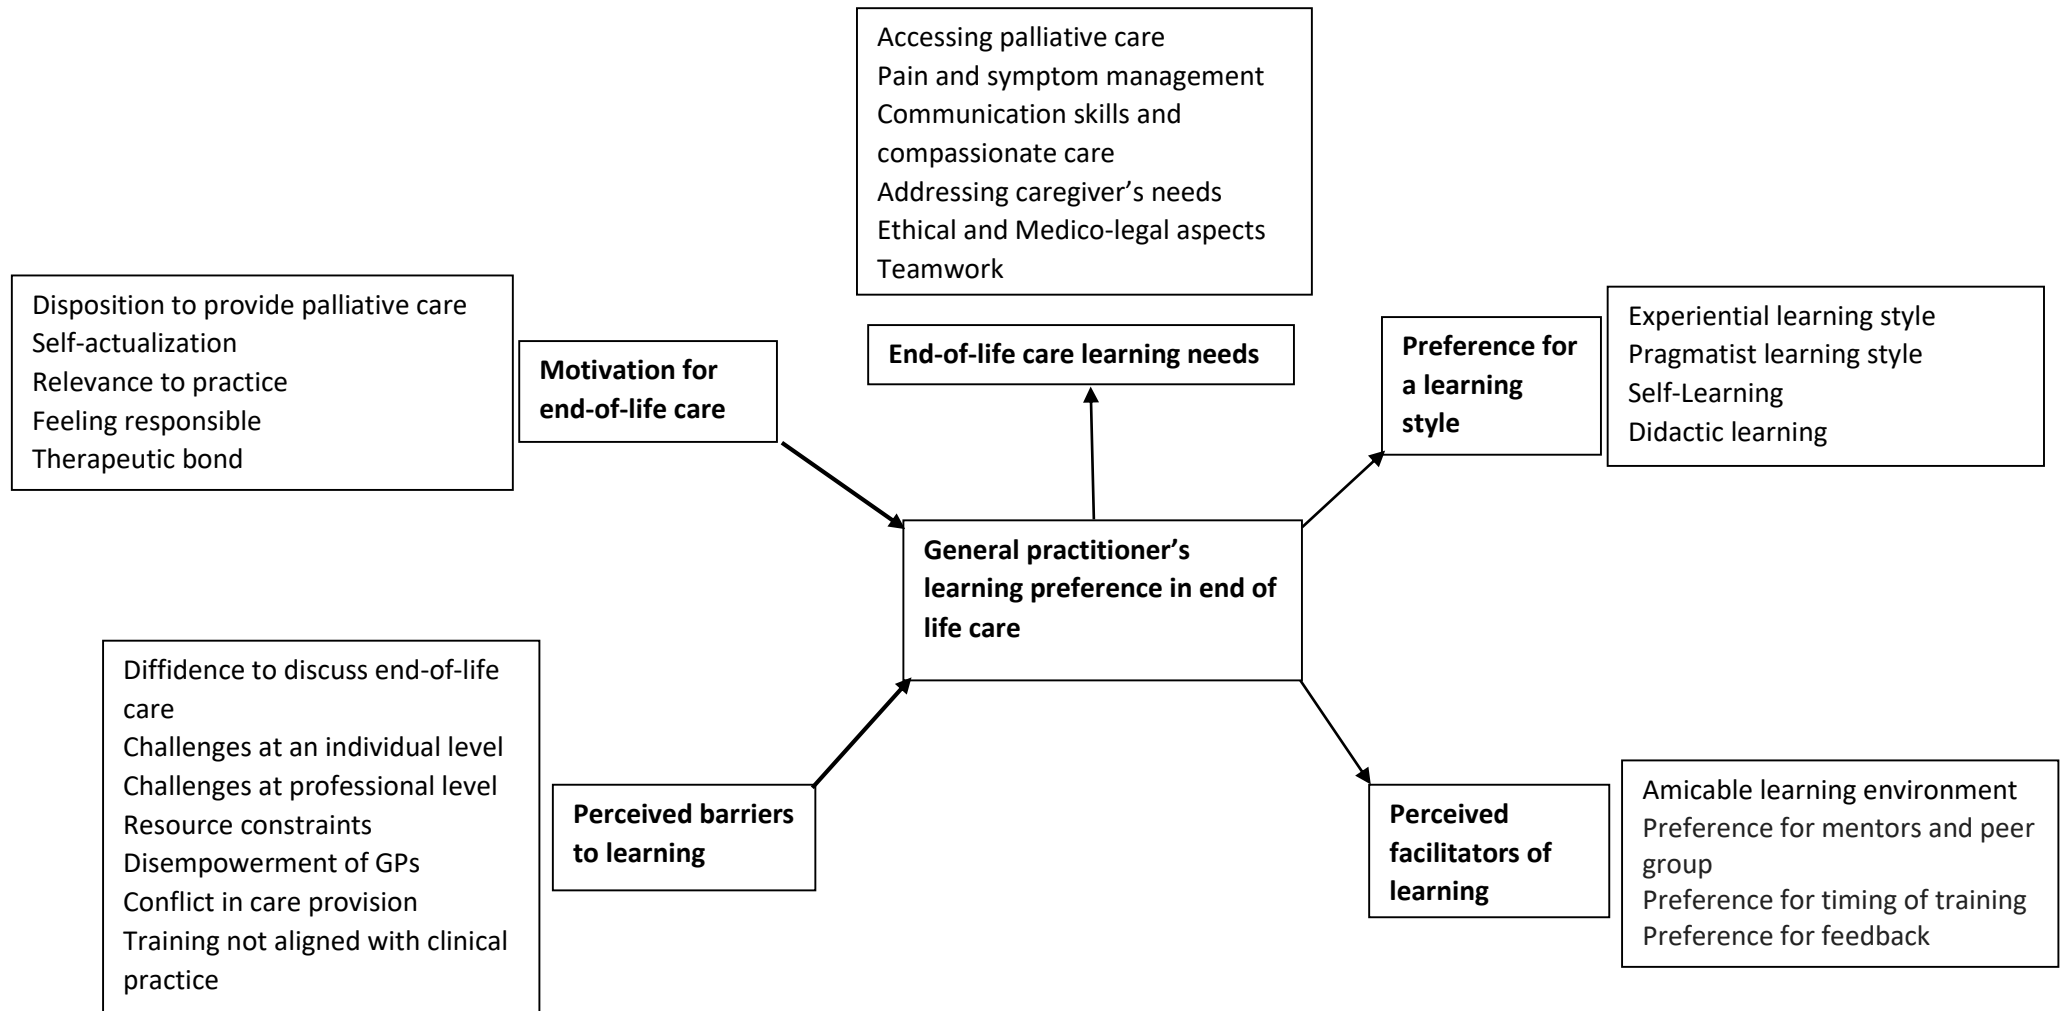 Accessing palliative care
Pain and symptom management
Communication skills and
compassionate care
Addressing caregiver’s needs
Ethical and Medico-legal aspects
Teamwork
Disposition to provide palliative care
Self-actualization
Relevance to practice
Feeling responsible
Therapeutic bond
Motivation for
end-of-life care
End-of-life care learning needs
Preference for
a learning
style
Experiential learning style
Pragmatist learning style
Self-Learning
Didactic learning
General practitioner’s
learning preference in end of
life care
Diffidence to discuss end-of-life
care
Challenges at an individual level
Challenges at professional level
Resource constraints
Disempowerment of GPs
Conflict in care provision
Training not aligned with clinical
practice
Perceived barriers
to learning
Perceived
facilitators of
learning
Amicable learning environment
Preference for mentors and peer
group
Preference for timing of training
Preference for feedback